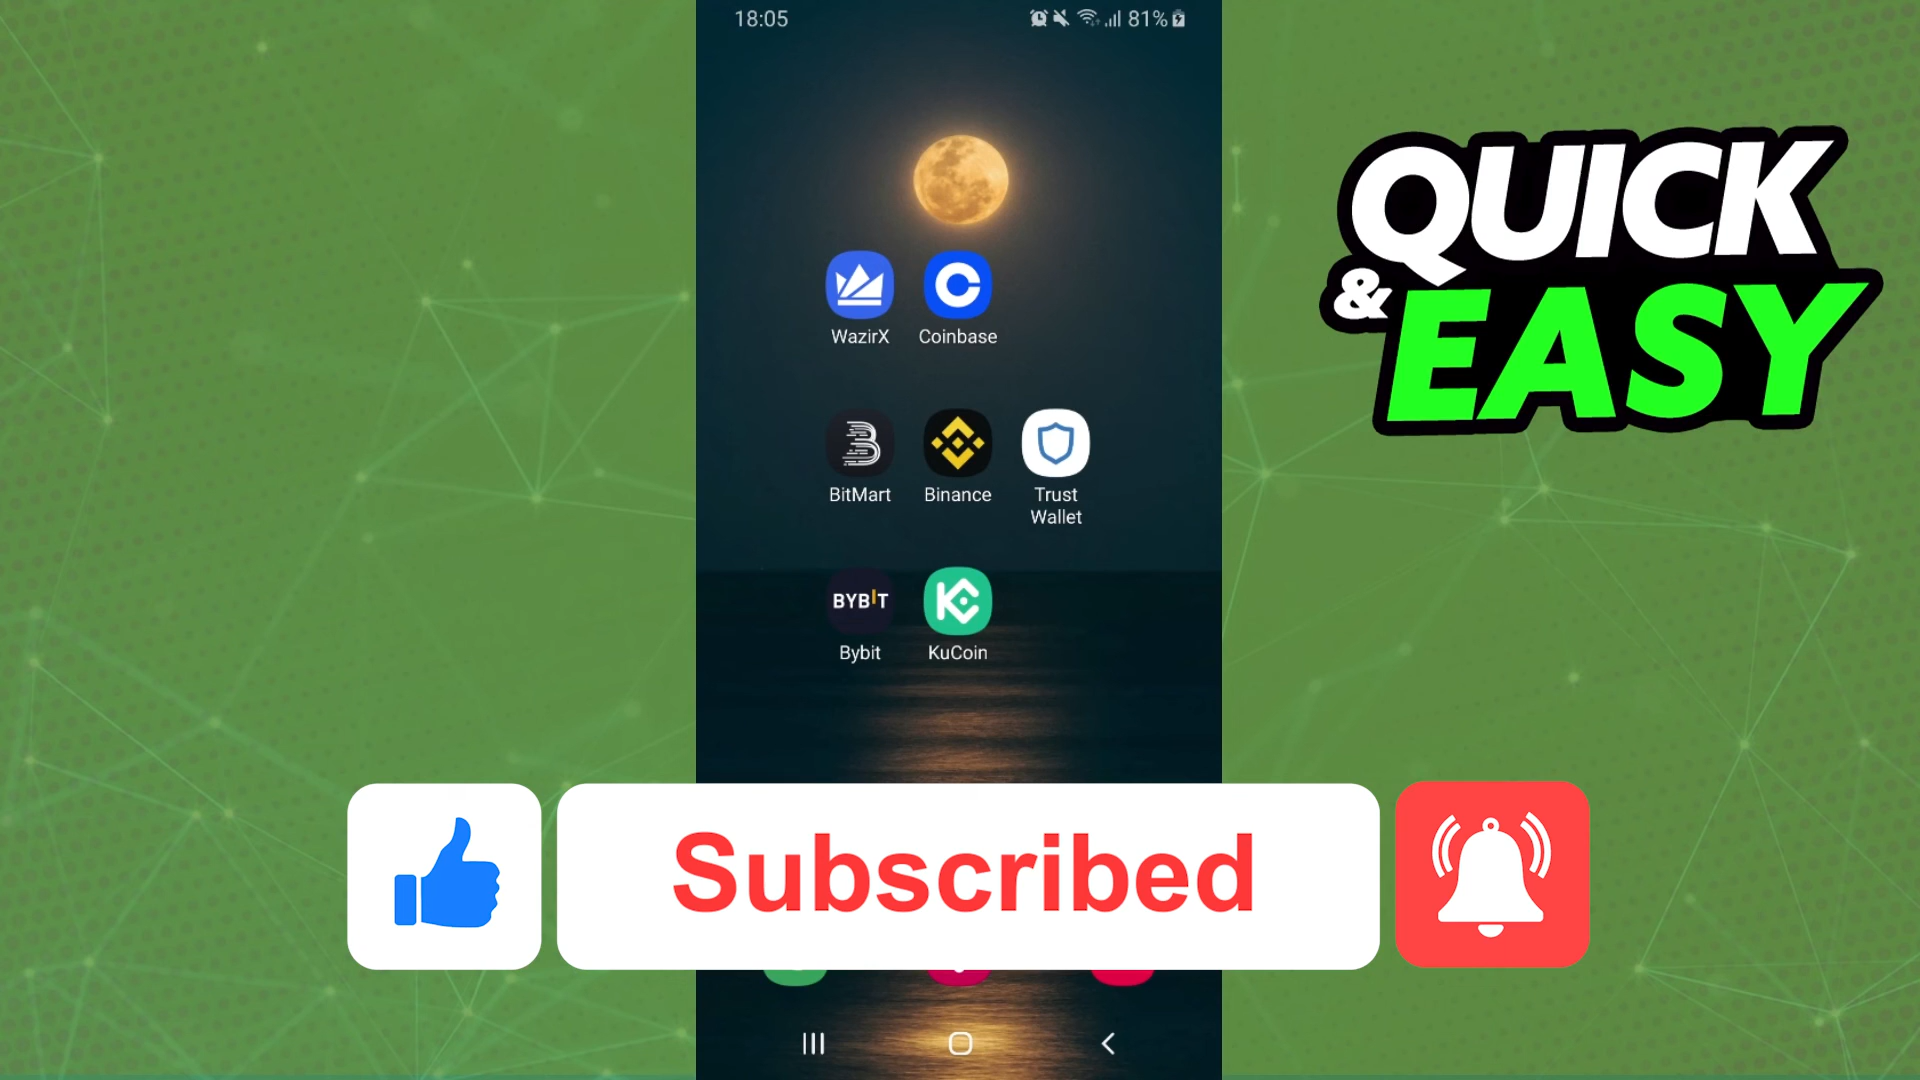 18:05
81%
QUICK
& EASY
WazirX
Coinbase
BitMart
Binance
Trust
Wallet
BYBIT
Bybit
KuCoin
Subscribed